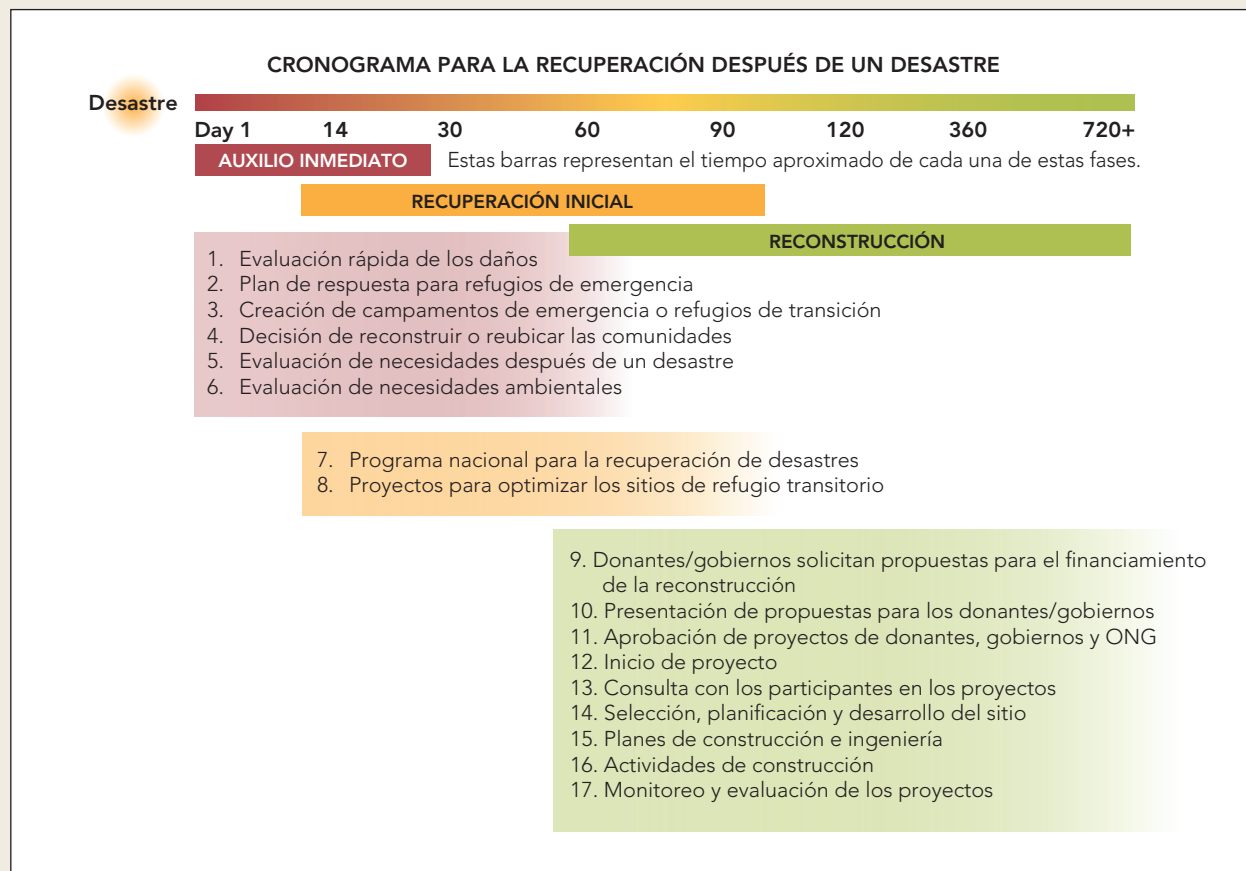 CRONOGRAMA PARA LA RECUPERACIÓN DESPUÉS DE UN DESASTRE
Desastre
Day 1 14 30 60 90 120 360 720+
AUXILIO INMEDIATO Estas barras representan el tiempo aproximado de cada una de estas fases.
RECUPERACIÓN INICIAL
RECONSTRUCCIÓN
1. Evaluación rápida de los daños
2. Plan de respuesta para refugios de emergencia
3. Creación de campamentos de emergencia o refugios de transición
4. Decisión de reconstruir o reubicar las comunidades
5. Evaluación de necesidades después de un desastre
6. Evaluación de necesidades ambientales
7. Programa nacional para la recuperación de desastres
8. Proyectos para optimizar los sitios de refugio transitorio
9. Donantes/gobiernos solicitan propuestas para el financiamiento
de la reconstrucción
10. Presentación de propuestas para los donantes/gobiernos
11. Aprobación de proyectos de donantes, gobiernos y ONG
12. Inicio de proyecto
13. Consulta con los participantes en los proyectos
14. Selección, planificación y desarrollo del sitio
15. Planes de construcción e ingeniería
16. Actividades de construcción
17. Monitoreo y evaluación de los proyectos